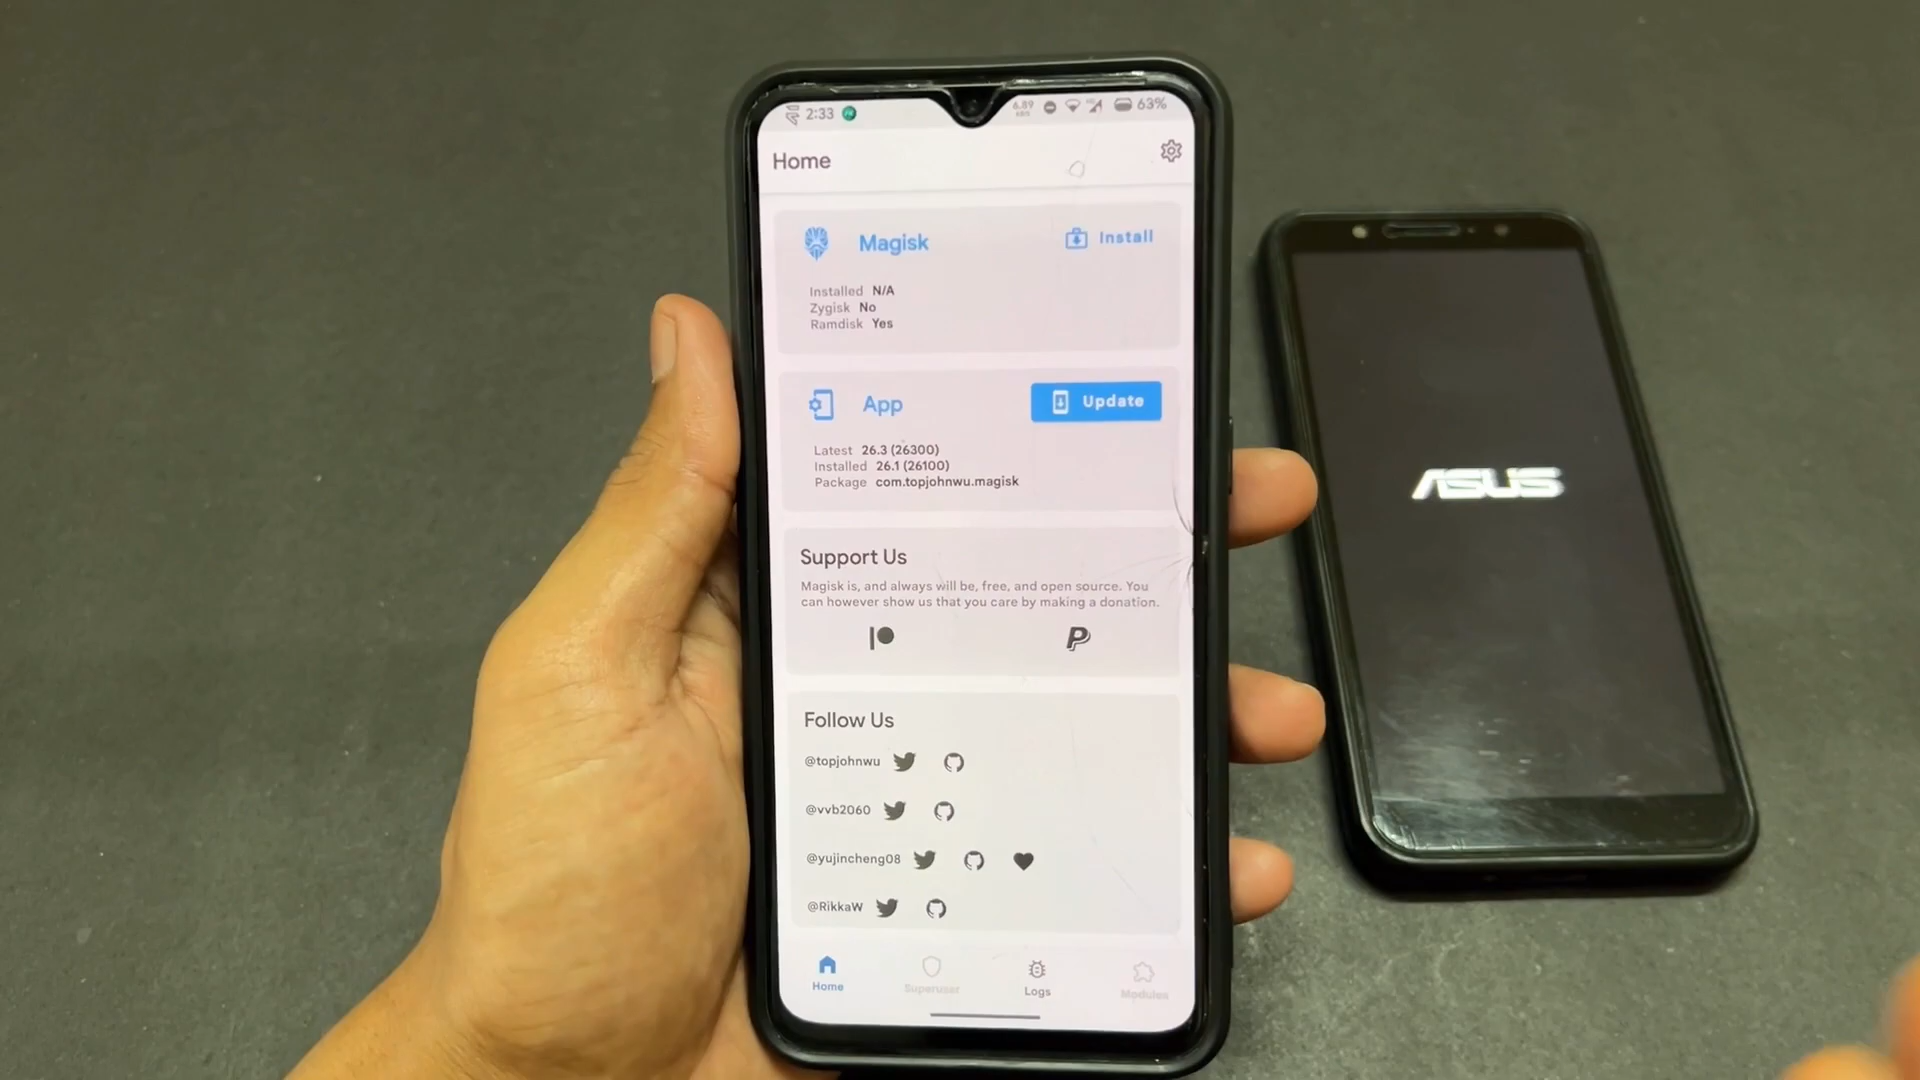 2:33
6.89
63%
Home
Magisk
Install
Installed N/A
Zygisk No
Ramdisk Yes
App
Update
Latest 26.3 (26300)
Installed 26.1 (26100)
Package com.topjohnwu.magisk
Support Us
Magisk is, and always will be, free, and open source. You
can however show us that you care by making a donation.
Follow Us
@topjohnwu
@vvb2060
@yujincheng08
@RikkaW
Home
Superuser
Logs
Modules
ASUS